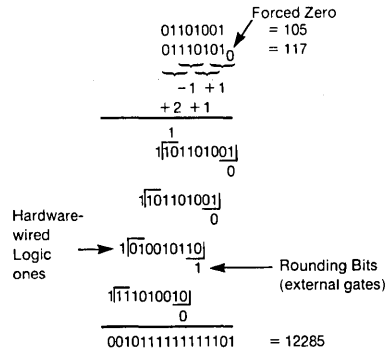 Forced Zero
01101001 = 105
01110101 0 = 117
-1 +1
+2 +1
1
1 101101001
0
1 101101001
0
Hardware-
wired
Logic
ones
1 010010110
1
Rounding Bits
(external gates)
1 111010010
0
0010111111111101 = 12285